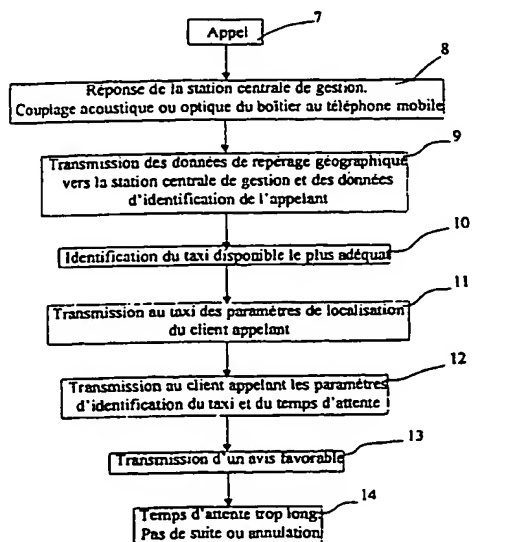 7
Appel
8
Réponse de la station centrale de gestion.
Couplage acoustique ou optique du boîtier au téléphone mobile
9
Transmission des données de repérage géographique
vers la station centrale de gestion et des données
d'identification de l'appelant
10
Identification du taxi disponible le plus adéquat
11
Transmission au taxi des paramètres de localisation
du client appelant
12
Transmission au client appelant les paramètres
d'identification du taxi et du temps d'attente
13
Transmission d'un avis favorable
14
Temps d'attente trop long.
Pas de suite ou annulation